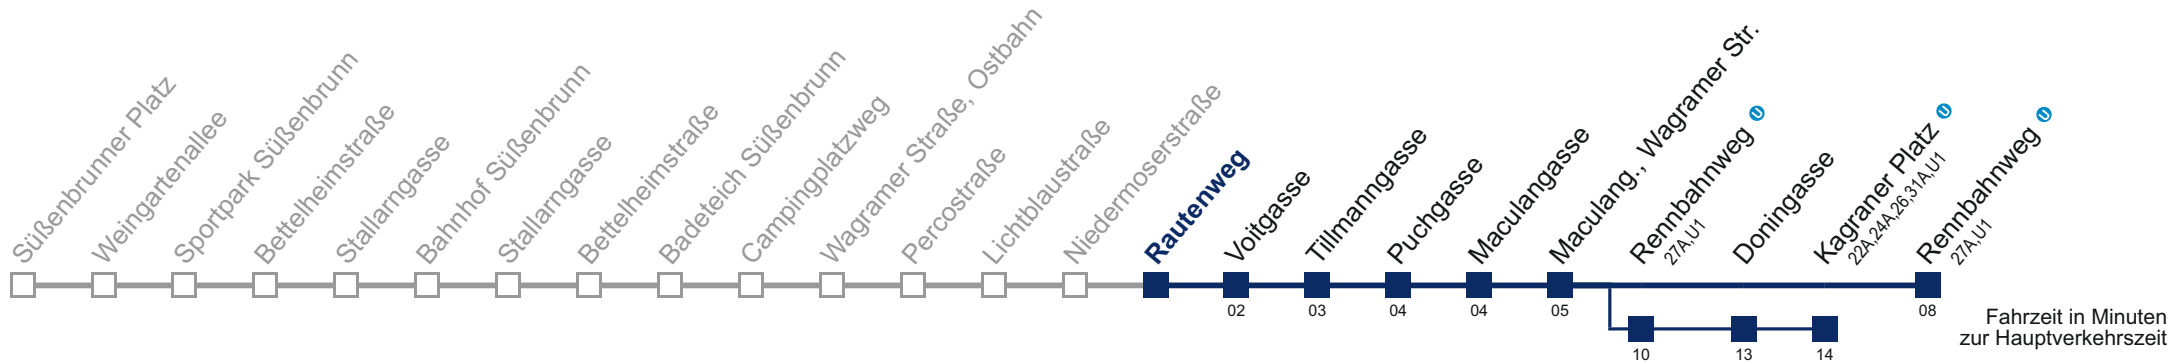 Süßenbrunner Platz
Weingartenallee
Sportpark Süßenbrunn
Bettelheimstraße
Stallarngasse
Bahnhof Süßenbrunn
Stallarngasse
Bettelheimstraße
Badeteich Süßenbrunn
Campingplatzweg
Wagramer Straße, Ostbahn
Percostraße
Lichtblaustraße
Niedermoserstraße
Rautenweg
Voitgasse
02
Tillmanngasse
03
Puchgasse
04
Maculangasse
04
Maculang., Wagramer Str.
05
Rennbahnweg U
27A,U1
10
Doningasse
13
Kagraner Platz U
22A,24A,26,31A,U1
14
Rennbahnweg U
27A,U1
08
Fahrzeit in Minuten
zur Hauptverkehrszeit